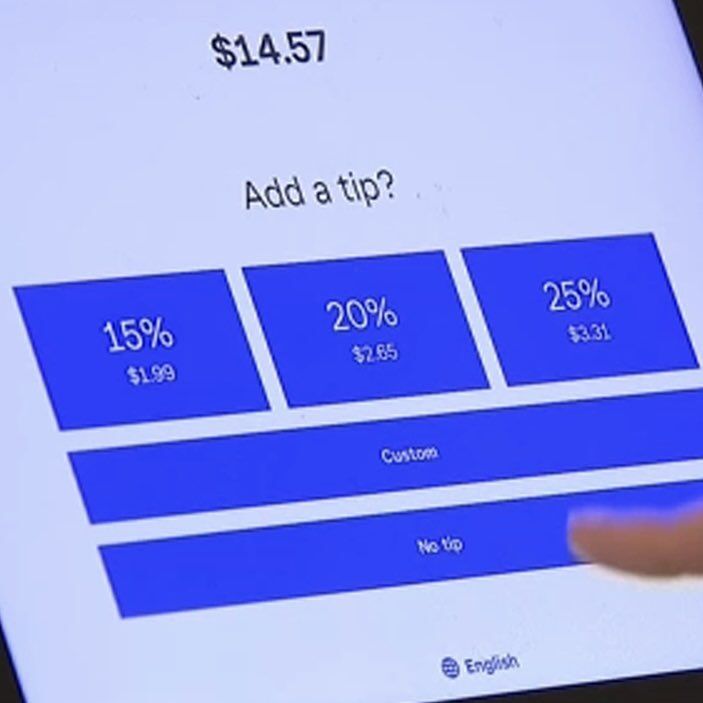 $14.57
Add a tip?
15%
$1.99
20%
$2.65
25%
$3.31
Custom
No tip
English